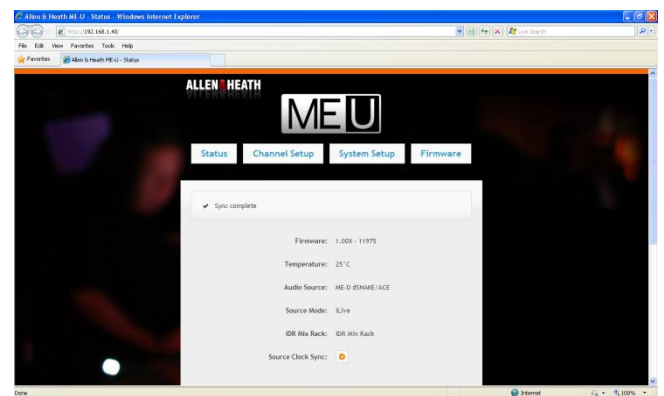 Allen & Heath ME-U - Status - Windows Internet Explorer
http://192.168.1.40/
Live Search
File Edit View Favorites Tools Help
Favorites Allen & Heath ME-U - Status
ALLEN&HEATH
ME U
Status Channel Setup System Setup Firmware
Sync complete
Firmware: 1.00X - 11975
Temperature: 25°C
Audio Source: ME-D dSNAKE/ACE
Source Mode: iLive
iDR Mix Rack: iDR Mix Rack
Source Clock Sync:
Done Internet 100%